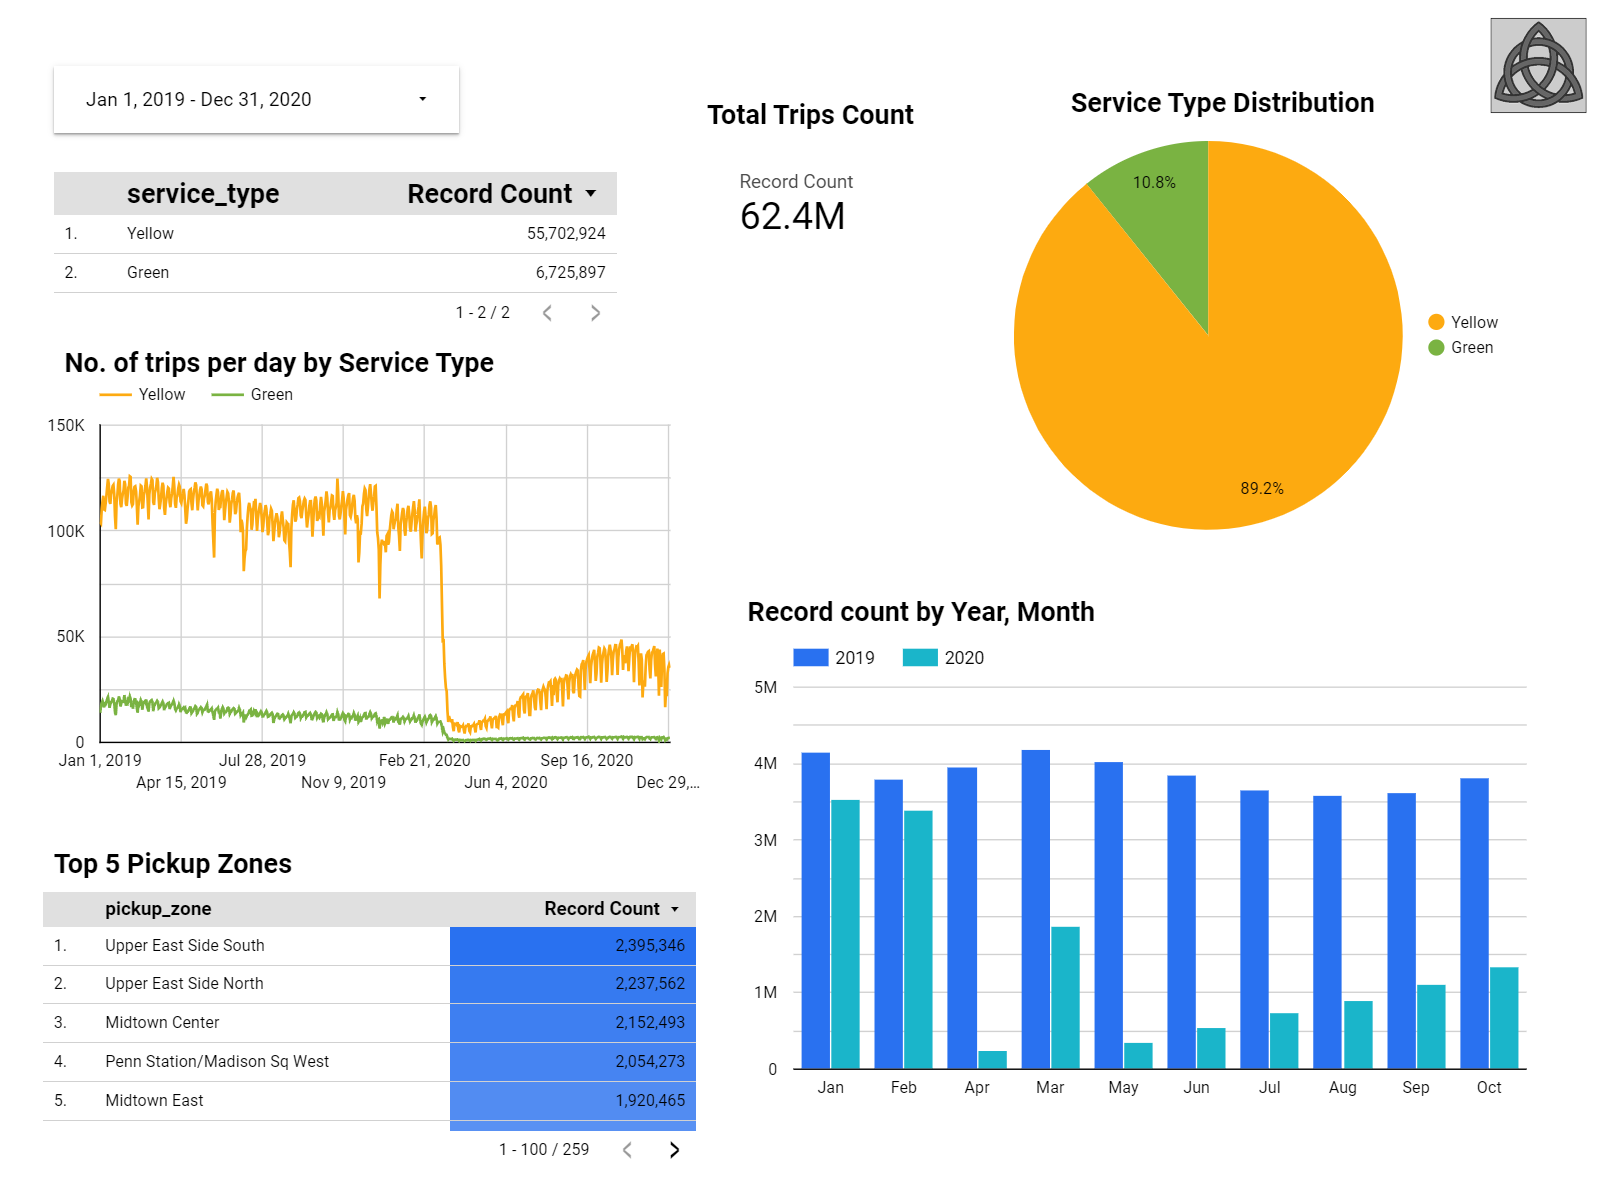 Jan 1, 2019 - Dec 31, 2020
service_type Record Count
1. Yellow 55,702,924
2. Green 6,725,897
1 - 2 / 2
Total Trips Count
Record Count
62.4M
Service Type Distribution
10.8%
89.2%
Yellow
Green
No. of trips per day by Service Type
Yellow Green
150K
100K
50K
0
Jan 1, 2019 Jul 28, 2019 Feb 21, 2020 Sep 16, 2020
Apr 15, 2019 Nov 9, 2019 Jun 4, 2020 Dec 29,...
Top 5 Pickup Zones
pickup_zone Record Count
1. Upper East Side South 2,395,346
2. Upper East Side North 2,237,562
3. Midtown Center 2,152,493
4. Penn Station/Madison Sq West 2,054,273
5. Midtown East 1,920,465
1 - 100 / 259
Record count by Year, Month
2019 2020
5M
4M
3M
2M
1M
0
Jan Feb Apr Mar May Jun Jul Aug Sep Oct